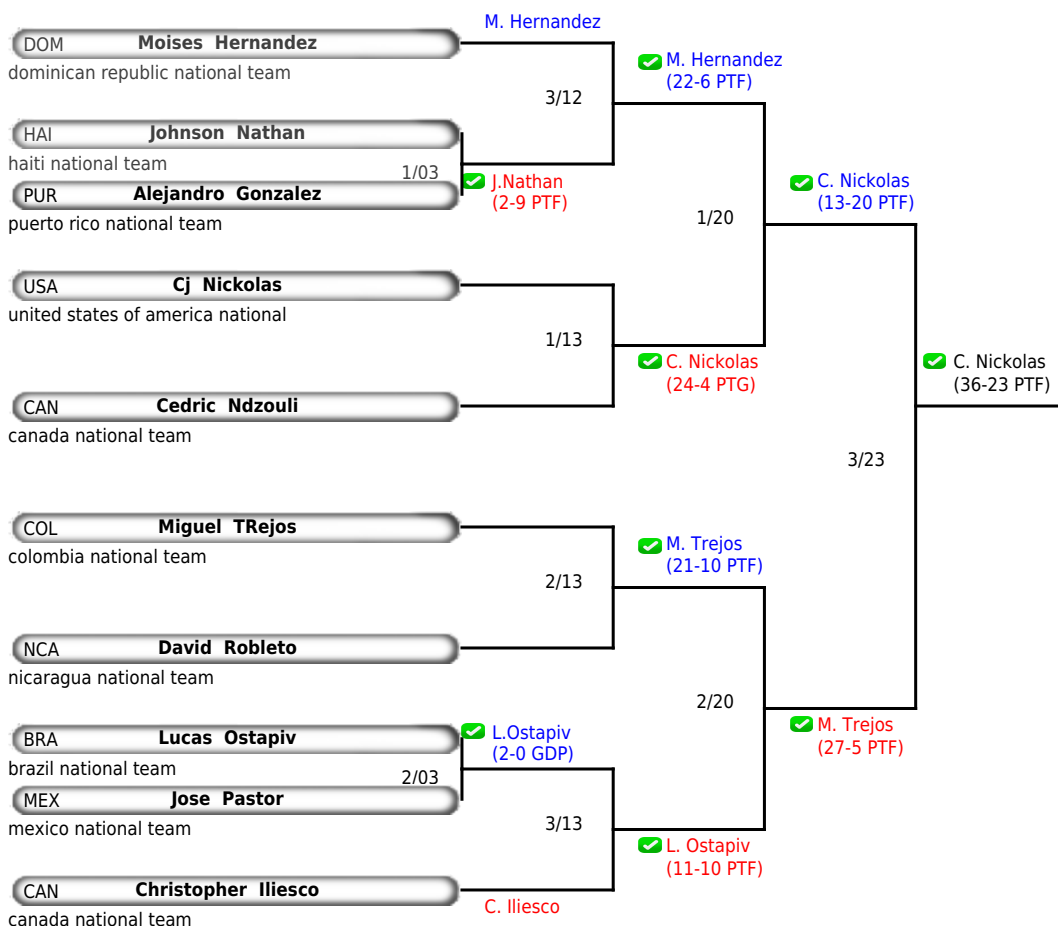 M. Hernandez
DOM Moises Hernandez
dominican republic national team
M. Hernandez
(22-6 PTF)
3/12
HAI Johnson Nathan
haiti national team
1/03
J.Nathan
(2-9 PTF)
PUR Alejandro Gonzalez
puerto rico national team
C. Nickolas
(13-20 PTF)
1/20
USA Cj Nickolas
united states of america national
1/13
C. Nickolas
(24-4 PTG)
C. Nickolas
(36-23 PTF)
CAN Cedric Ndzouli
canada national team
3/23
COL Miguel TRejos
colombia national team
M. Trejos
(21-10 PTF)
2/13
NCA David Robleto
nicaragua national team
2/20
M. Trejos
(27-5 PTF)
BRA Lucas Ostapiv
brazil national team
L.Ostapiv
(2-0 GDP)
2/03
MEX Jose Pastor
mexico national team
3/13
L. Ostapiv
(11-10 PTF)
CAN Christopher Iliesco
canada national team
C. Iliesco